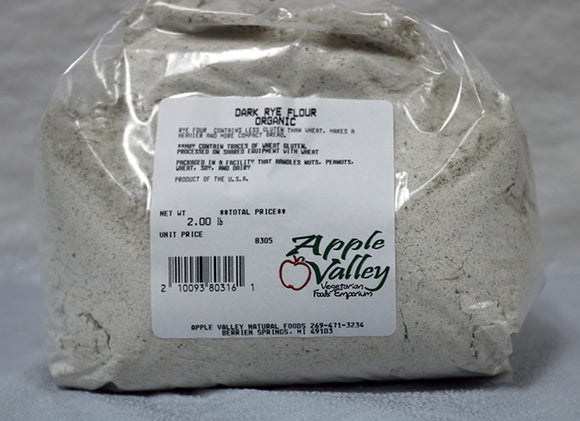 DARK RYE FLOUR
ORGANIC
RYE FOUR CONTAINS LESS GLUTEN THAN WHEAT. MAKES A
HEAVIER AND MORE COMPACT BREAD.
***MAY CONTAIN TRACES OF WHEAT GLUTEN.
PROCESSED ON SHARED EQUIPMENT WITH WHEAT
PACKAGED IN A FACILITY THAT HANDLES NUTS, PEANUTS,
WHEAT, SOY, AND DAIRY
PRODUCT OF THE U.S.A.
NET WT **TOTAL PRICE**
2.00 lb
UNIT PRICE
8305
Apple
Valley
Vegetarian
Foods Emporium
2 10093 80316 1
APPLE VALLEY NATURAL FOODS 269-471-3234
BERRIEN SPRINGS, MI 49103